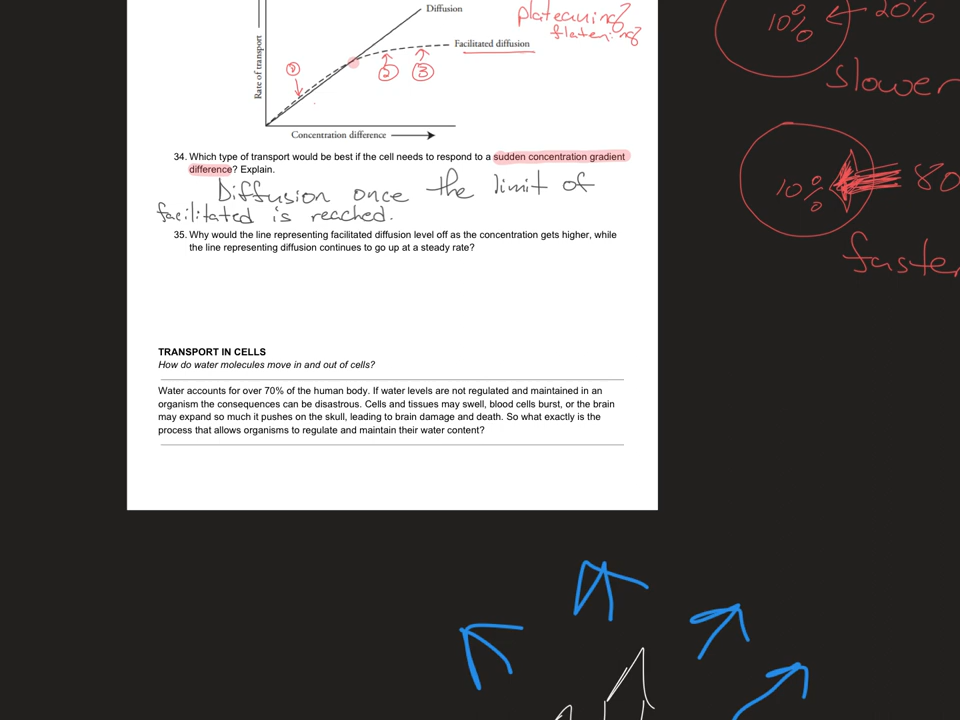 Diffusion
plateauing?
flatening
10%
20%
Facilitated diffusion
Rate of transport
①
②
③
slower
Concentration difference
34. Which type of transport would be best if the cell needs to respond to a sudden concentration gradient
difference? Explain.
Diffusion once the limit of
facilitated is reached.
10%
80
faster
35. Why would the line representing facilitated diffusion level off as the concentration gets higher, while
the line representing diffusion continues to go up at a steady rate?
TRANSPORT IN CELLS
How do water molecules move in and out of cells?
Water accounts for over 70% of the human body. If water levels are not regulated and maintained in an
organism the consequences can be disastrous. Cells and tissues may swell, blood cells burst, or the brain
may expand so much it pushes on the skull, leading to brain damage and death. So what exactly is the
process that allows organisms to regulate and maintain their water content?